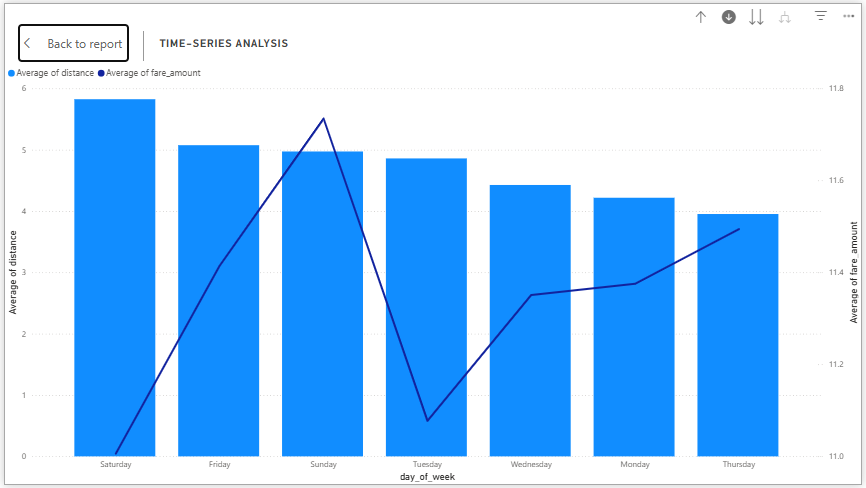 Back to report
TIME-SERIES ANALYSIS
Average of distance Average of fare_amount
6
5
4
3
2
1
0
Average of distance
11.8
11.6
11.4
11.2
11.0
Average of fare_amount
Saturday Friday Sunday Tuesday Wednesday Monday Thursday
day_of_week